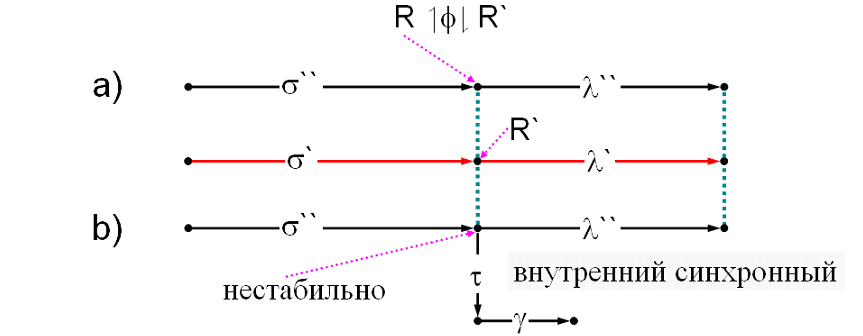 R ⌉ϕ⌊ R`
a) σ`` λ``
R`
σ` λ`
b) σ`` λ``
нестабильно τ внутренний синхронный
γ